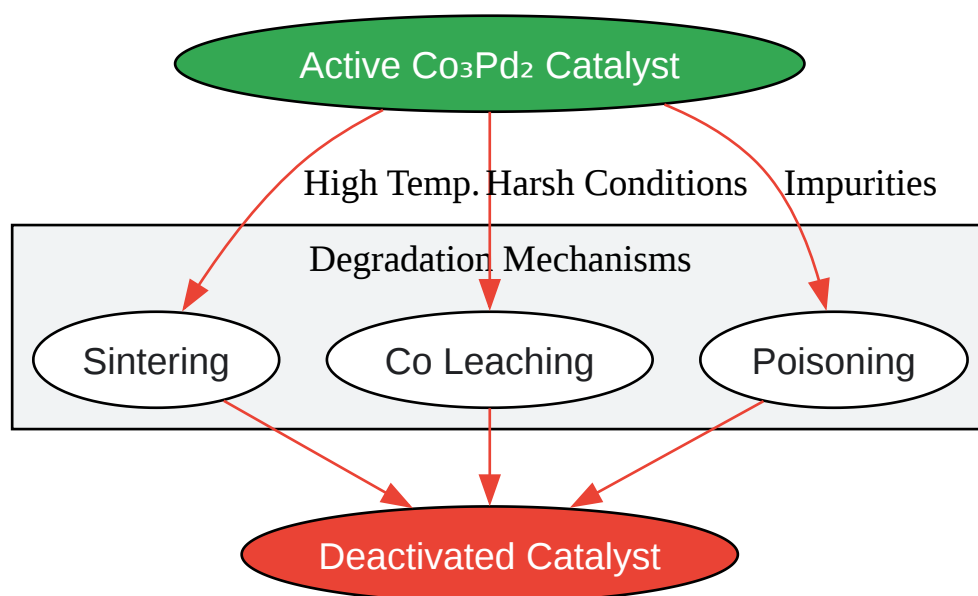 Active Co₃Pd₂ Catalyst
High Temp. Harsh Conditions Impurities
Degradation Mechanisms
Sintering Co Leaching Poisoning
Deactivated Catalyst